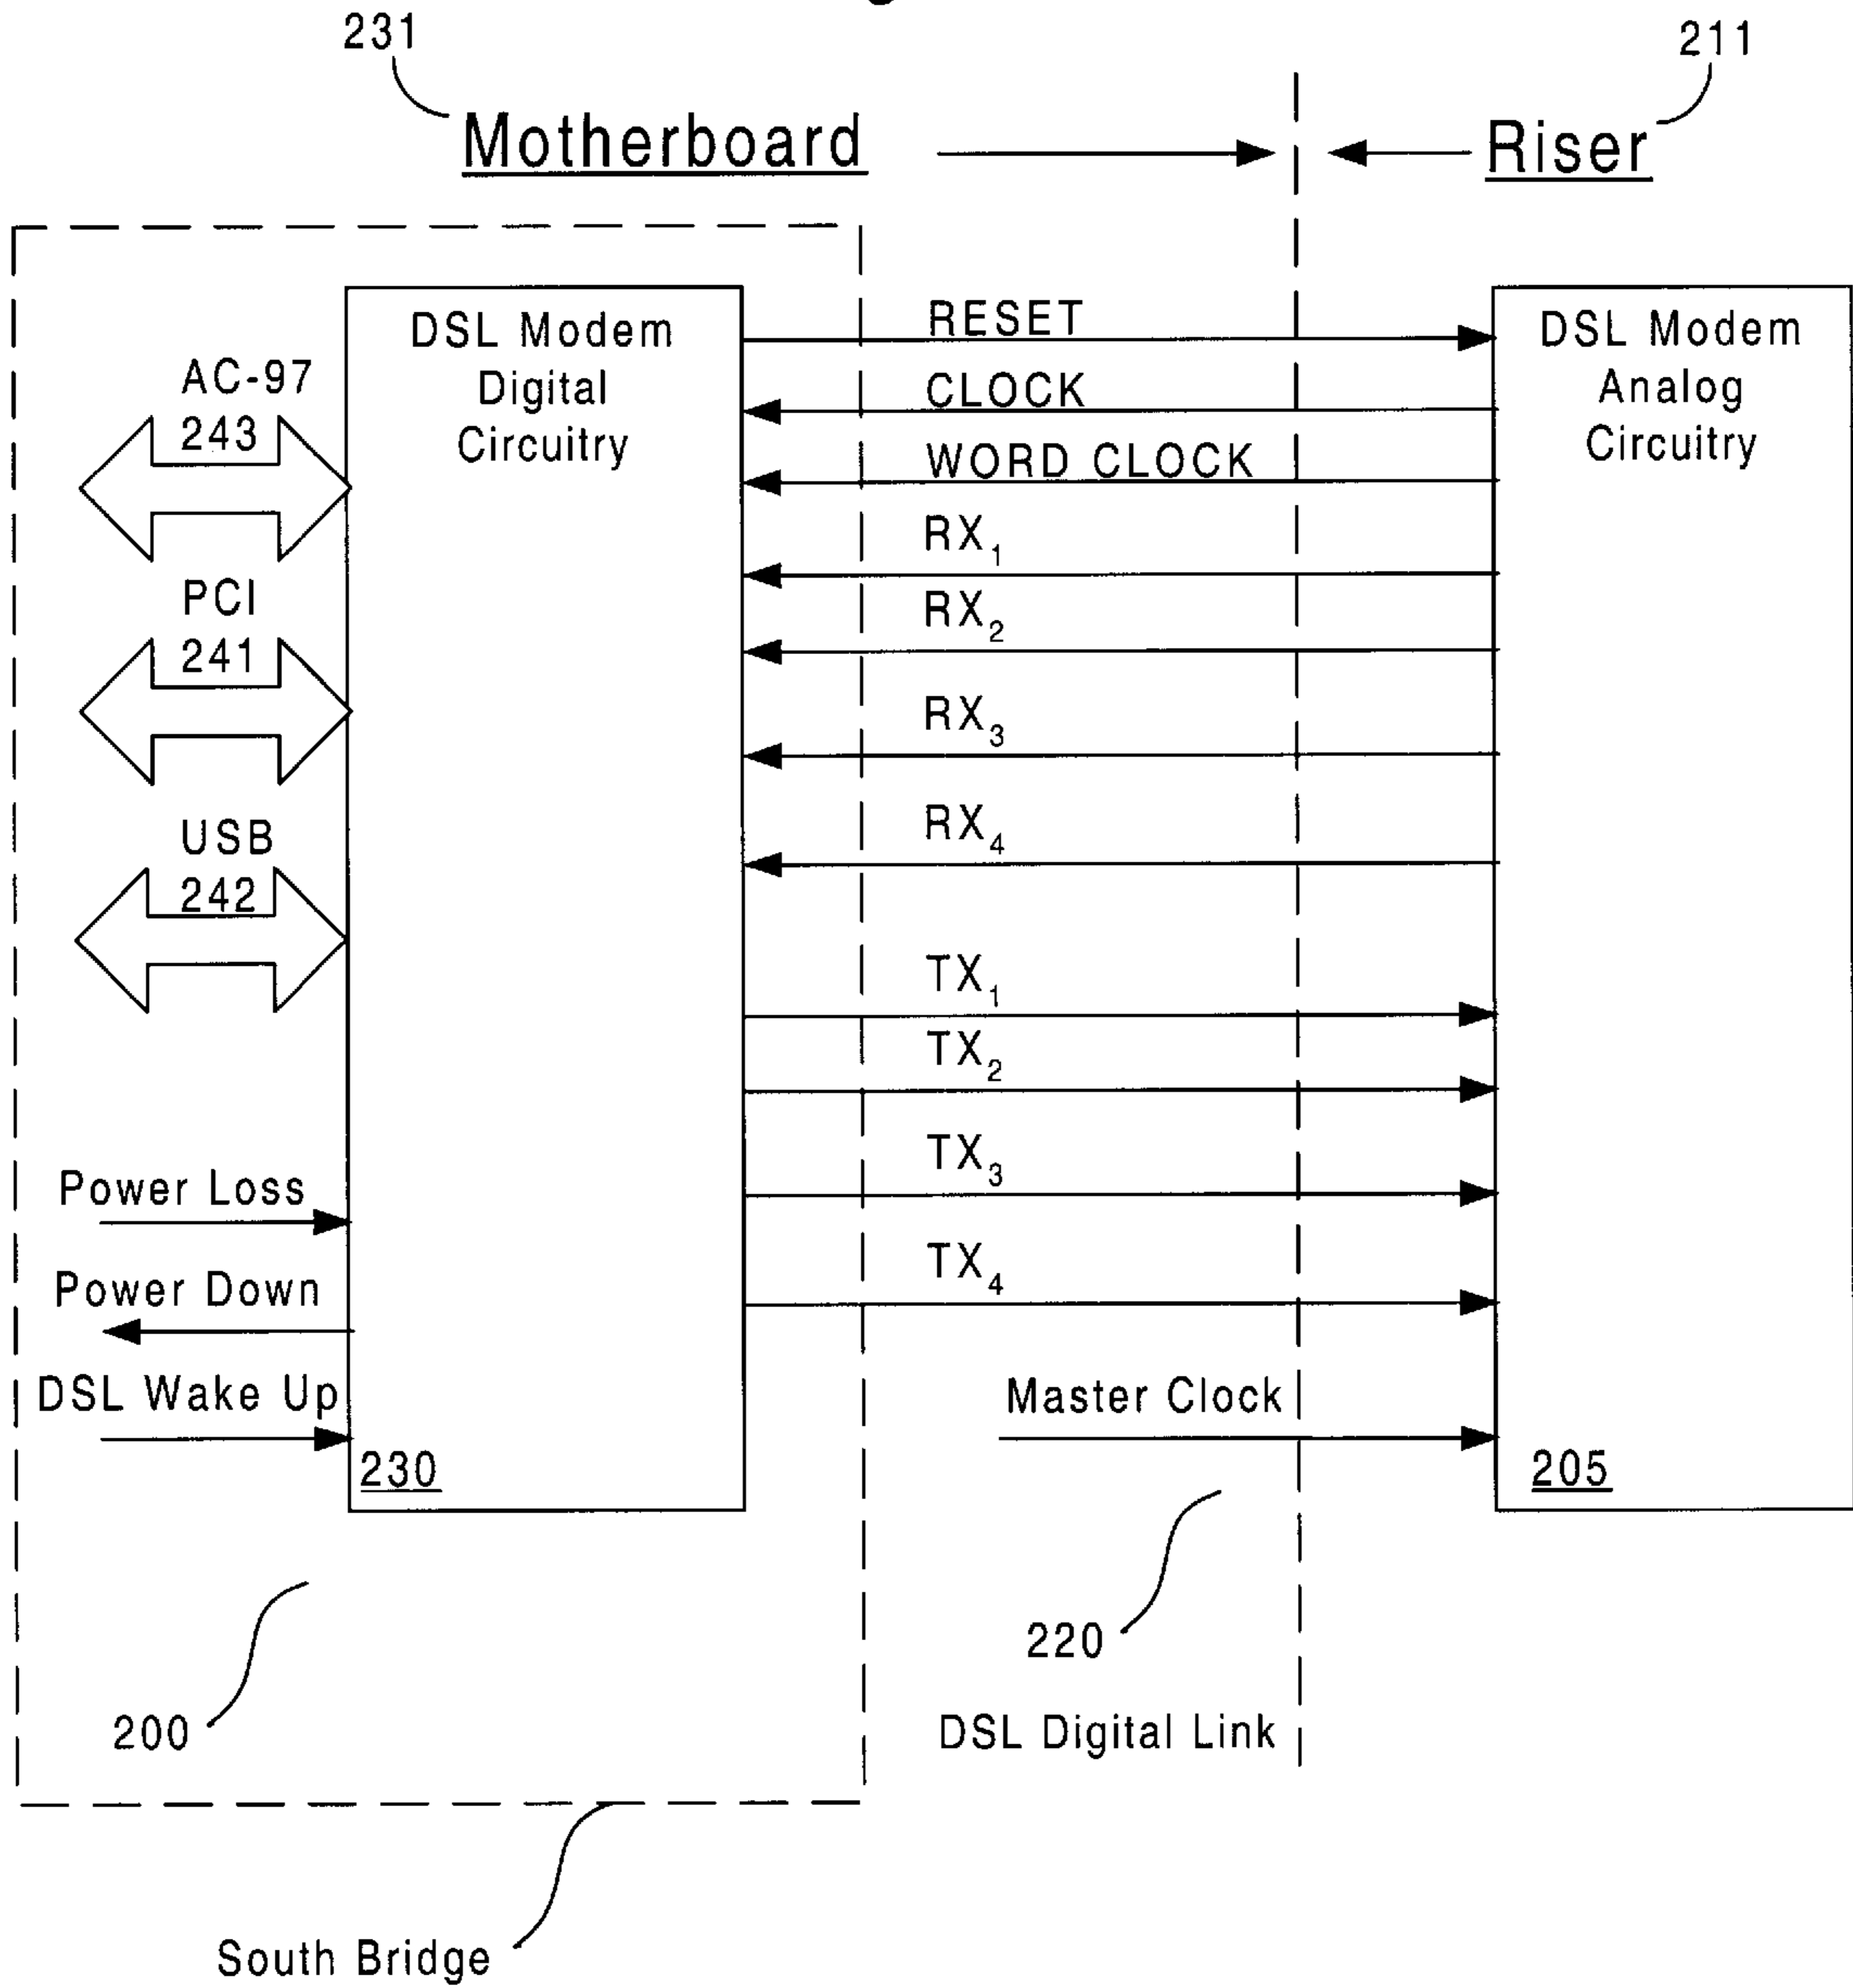 231
211
Motherboard
Riser
DSL Modem
Digital
Circuitry
DSL Modem
Analog
Circuitry
AC-97
243
PCI
241
USB
242
RESET
CLOCK
WORD CLOCK
RX1
RX2
RX3
RX4
TX1
TX2
TX3
TX4
Power Loss
Power Down
DSL Wake Up
Master Clock
230
205
220
200
DSL Digital Link
South Bridge